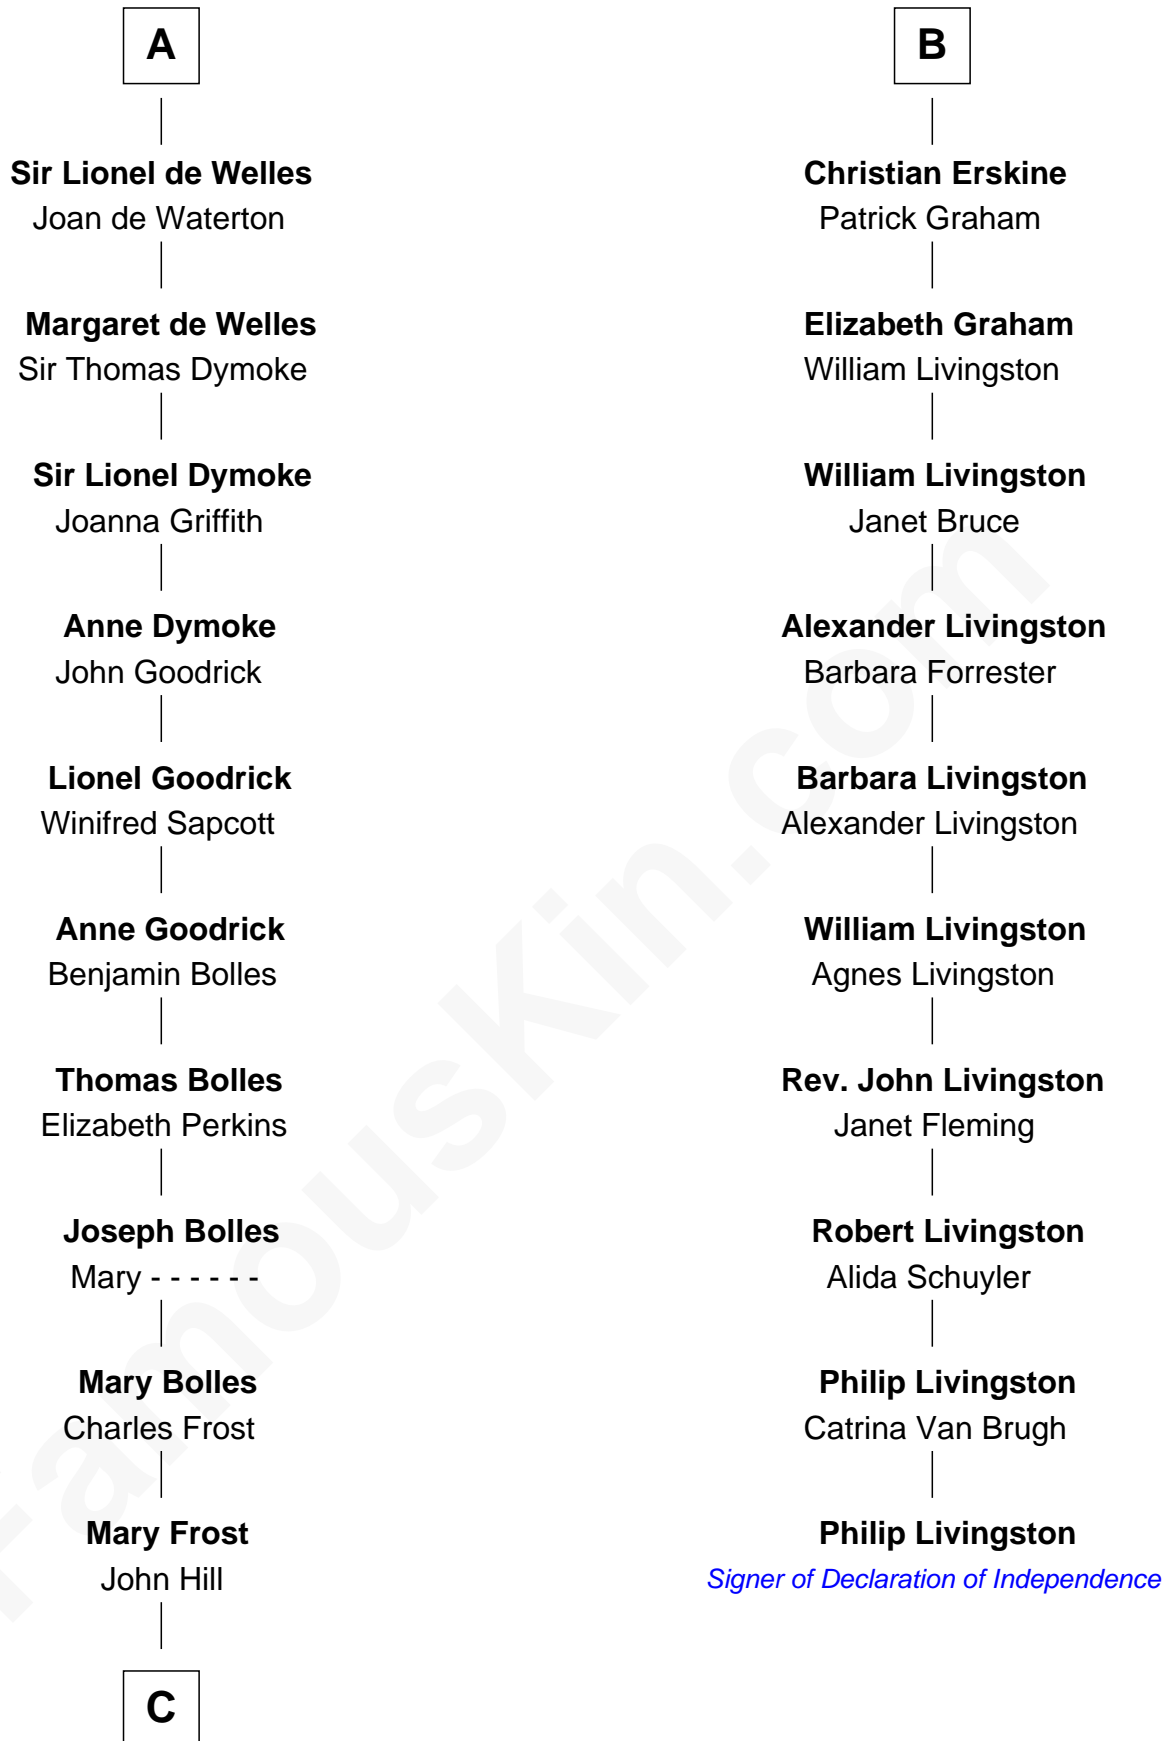 A
Sir Lionel de Welles
Joan de Waterton
Margaret de Welles
Sir Thomas Dymoke
Sir Lionel Dymoke
Joanna Griffith
Anne Dymoke
John Goodrick
Lionel Goodrick
Winifred Sapcott
Anne Goodrick
Benjamin Bolles
Thomas Bolles
Elizabeth Perkins
Joseph Bolles
Mary - - - - - -
Mary Bolles
Charles Frost
Mary Frost
John Hill
C
B
Christian Erskine
Patrick Graham
Elizabeth Graham
William Livingston
William Livingston
Janet Bruce
Alexander Livingston
Barbara Forrester
Barbara Livingston
Alexander Livingston
William Livingston
Agnes Livingston
Rev. John Livingston
Janet Fleming
Robert Livingston
Alida Schuyler
Philip Livingston
Catrina Van Brugh
Philip Livingston
Signer of Declaration of Independence
FamousKin.com